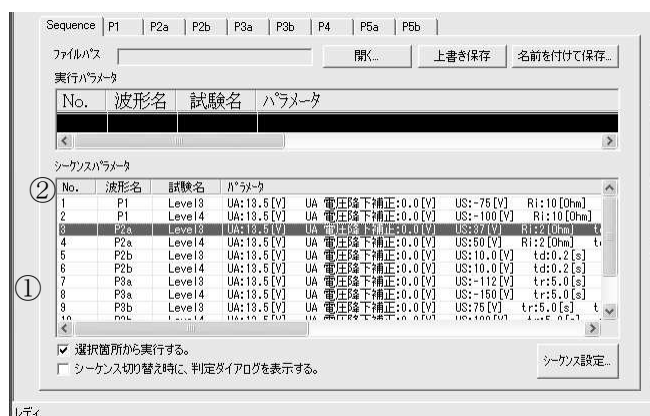 Sequence P1 P2a P2b P3a P3b P4 P5a P5b
ファイルパス 開く... 上書き保存 名前を付けて保存...
実行パラメータ
No. 波形名 試験名 パラメータ
シーケンスパラメータ
②
No. 波形名 試験名 パラメータ
1 P1 Level3 UA:13.5[V] UA 電圧降下補正:0.0[V] US:-75[V] Ri:10[Ohm]
2 P1 Level4 UA:13.5[V] UA 電圧降下補正:0.0[V] US:-100[V] Ri:10[Ohm]
3 P2a Level3 UA:13.5[V] UA 電圧降下補正:0.0[V] US:37[V] Ri:2[Ohm]
4 P2a Level4 UA:13.5[V] UA 電圧降下補正:0.0[V] US:50[V] Ri:2[Ohm]
5 P2b Level3 UA:13.5[V] UA 電圧降下補正:0.0[V] US:10.0[V] td:0.2[s]
6 P2b Level4 UA:13.5[V] UA 電圧降下補正:0.0[V] US:10.0[V] td:0.2[s]
7 P3a Level3 UA:13.5[V] UA 電圧降下補正:0.0[V] US:-112[V] tr:5.0[s]
①
8 P3a Level4 UA:13.5[V] UA 電圧降下補正:0.0[V] US:-150[V] tr:5.0[s]
9 P3b Level3 UA:13.5[V] UA 電圧降下補正:0.0[V] US:75[V] tr:5.0[s] t
選択箇所から実行する。
シーケンス切り替え時に、判定ダイアログを表示する。
シーケンス設定...
レディ